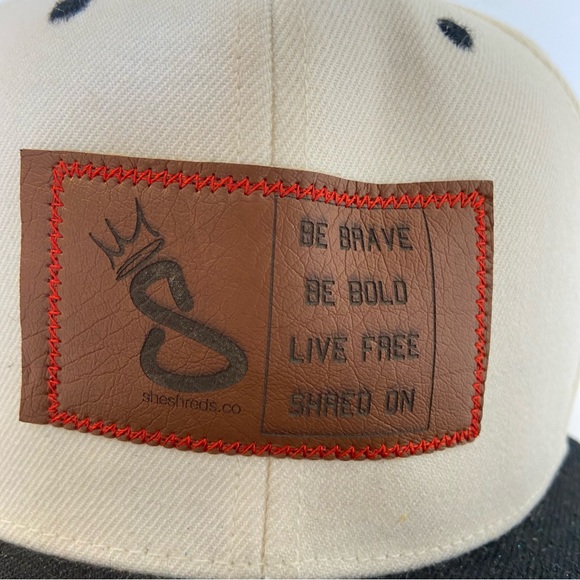 S
sheshreds.co
BE BRAVE
BE BOLD
LIVE FREE
SHRED ON